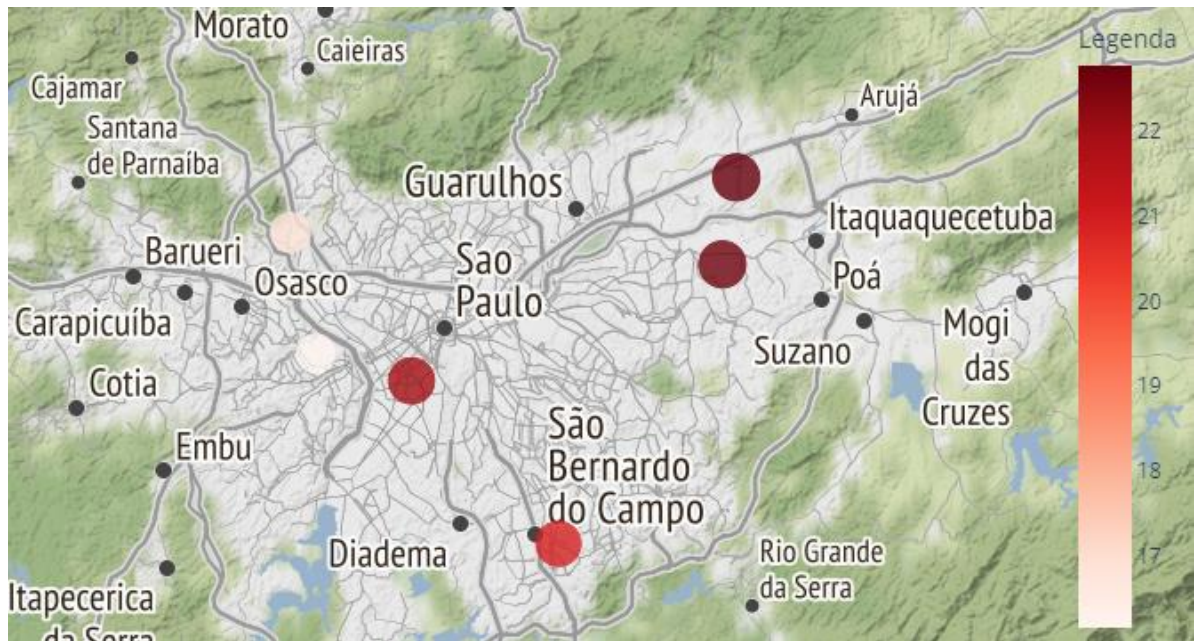 Morato
Caieiras
Cajamar
Santana
de Parnaíba
Legenda
Arujá
Guarulhos
Itaquaquecetuba
Barueri
Osasco
Sao
Paulo
Poá
Carapicuíba
Suzano
Mogi
das
Cruzes
Cotia
Embu
São
Bernardo
do Campo
Diadema
Rio Grande
da Serra
Itapecerica
da Serra
22
21
20
19
18
17